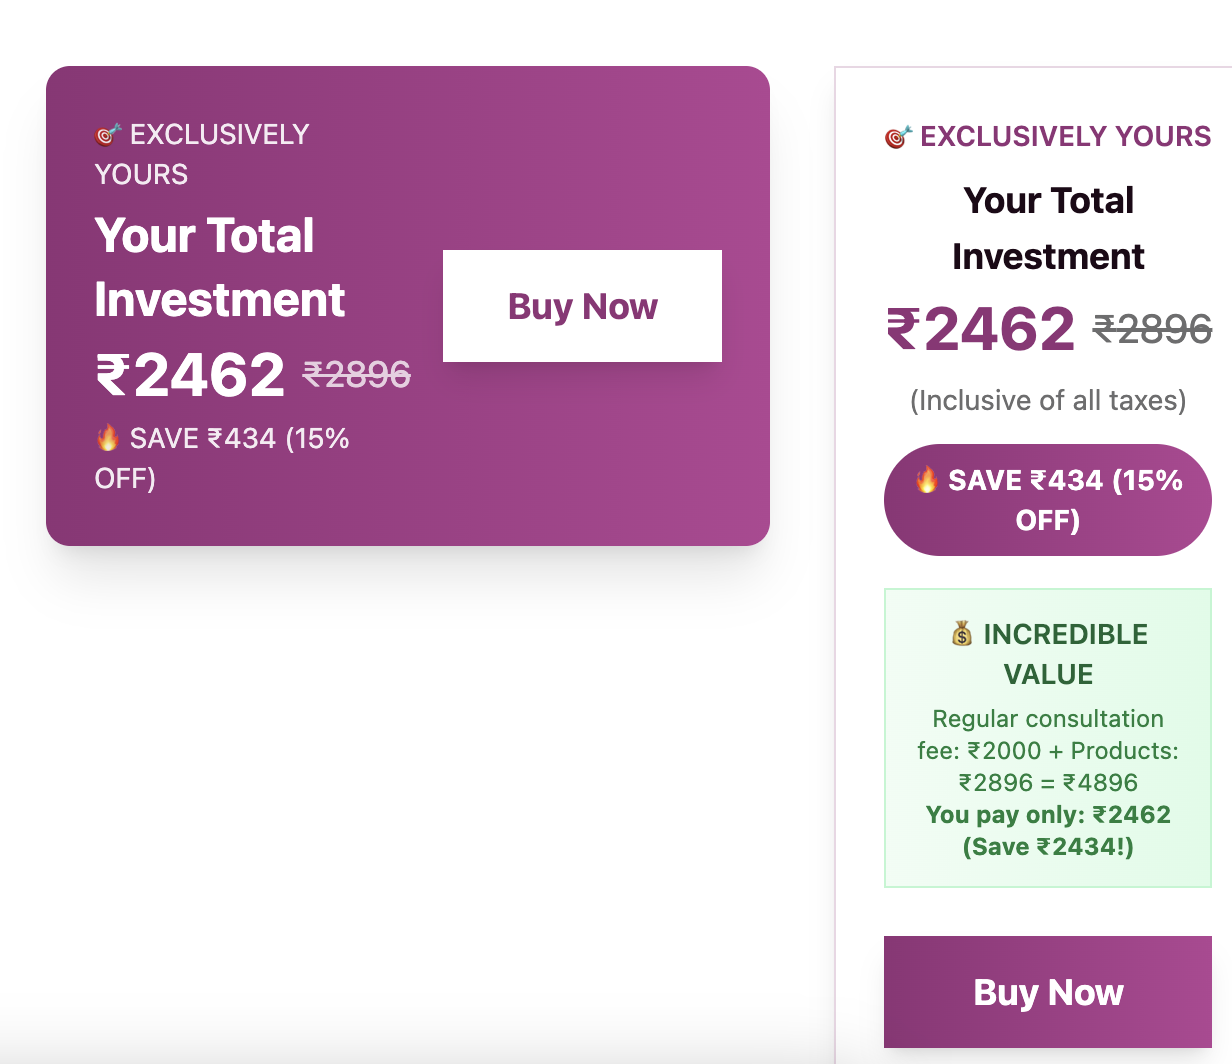 🎯 EXCLUSIVELY
YOURS
Your Total
Investment
₹2462 ₹2896
🔥 SAVE ₹434 (15%
OFF)
Buy Now
🎯 EXCLUSIVELY YOURS
Your Total
Investment
₹2462 ₹2896
(Inclusive of all taxes)
🔥 SAVE ₹434 (15%
OFF)
💰 INCREDIBLE
VALUE
Regular consultation
fee: ₹2000 + Products:
₹2896 = ₹4896
You pay only: ₹2462
(Save ₹2434!)
Buy Now